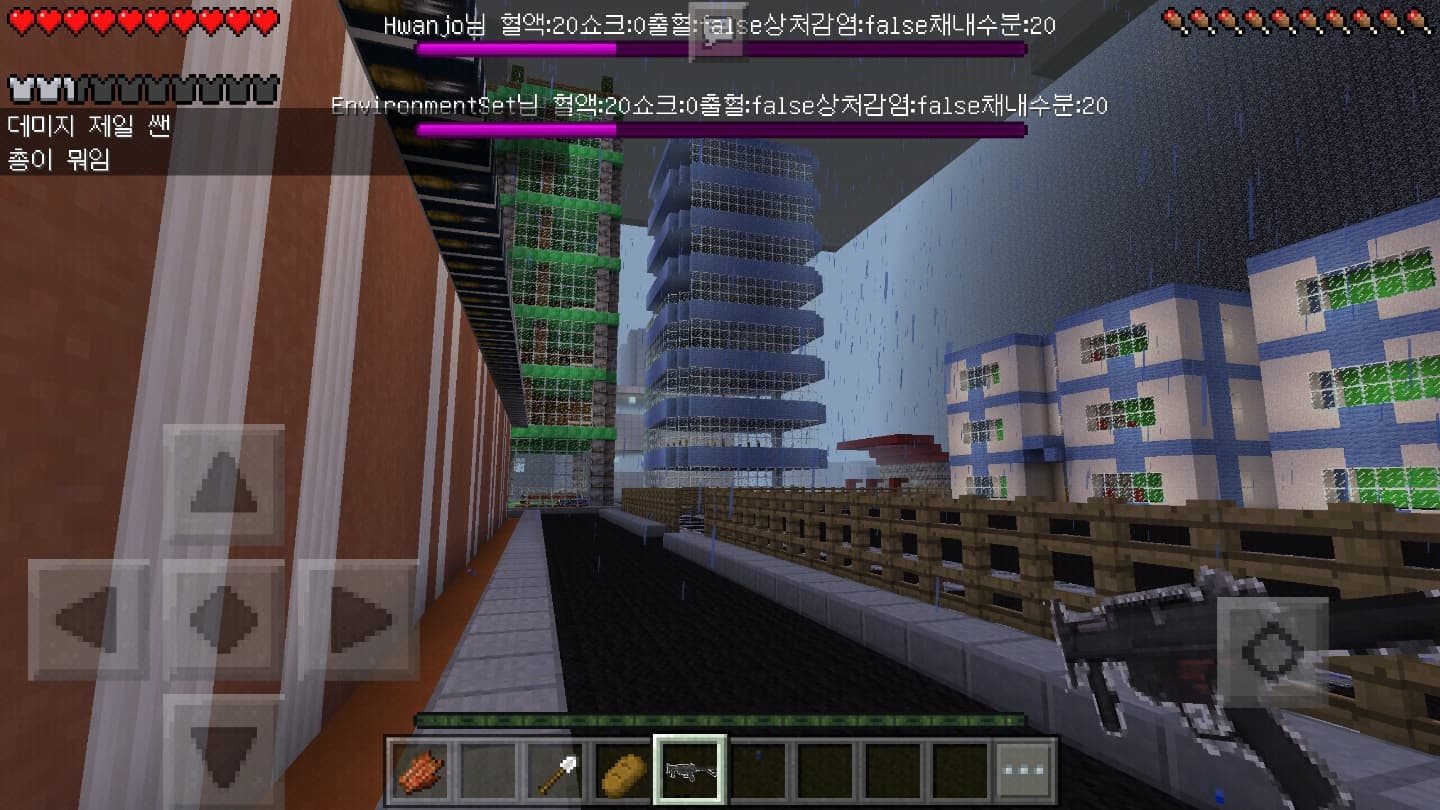 Hwanjo님 혈액:20쇼크:0출혈:false상처감염:false채내수분:20
EnvironmentSet님 혈액:20쇼크:0출혈:false상처감염:false채내수분:20
데미지 제일 쌘
총이 뭐임